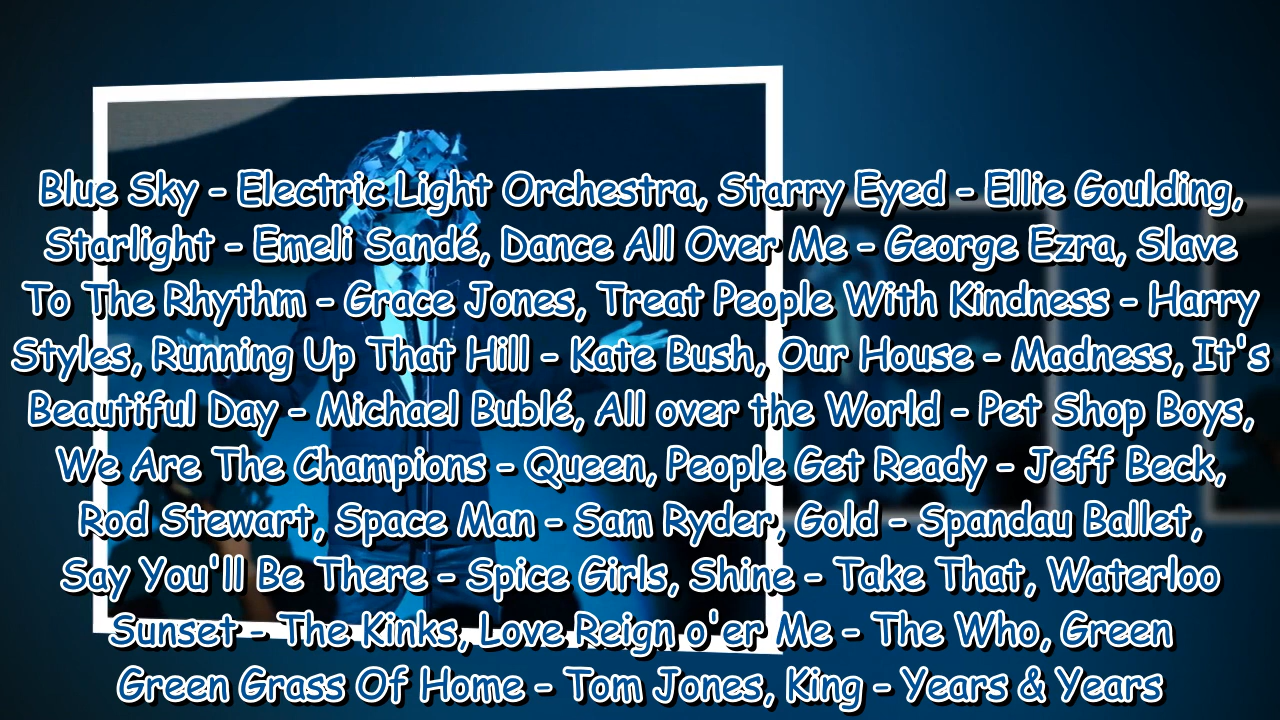 Blue Sky – Electric Light Orchestra, Starry Eyed – Ellie Goulding,
Starlight – Emeli Sandé, Dance All Over Me – George Ezra, Slave
To The Rhythm – Grace Jones, Treat People With Kindness – Harry
Styles, Running Up That Hill – Kate Bush, Our House – Madness, It's
Beautiful Day – Michael Bublé, All over the World – Pet Shop Boys,
We Are The Champions – Queen, People Get Ready – Jeff Beck,
Rod Stewart, Space Man – Sam Ryder, Gold – Spandau Ballet,
Say You'll Be There – Spice Girls, Shine – Take That, Waterloo
Sunset – The Kinks, Love Reign o'er Me – The Who, Green
Green Grass Of Home – Tom Jones, King – Years & Years